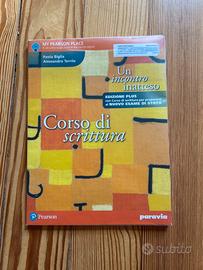 MY PEARSON PLACE
Paola Biglia
Alessandra Terrile
Un
incontro
inatteso
EDIZIONE PLUS
con Corso di scrittura per prepararsi
al NUOVO ESAME DI STATO
Corso di
scrittura
Pearson
paravia
subito